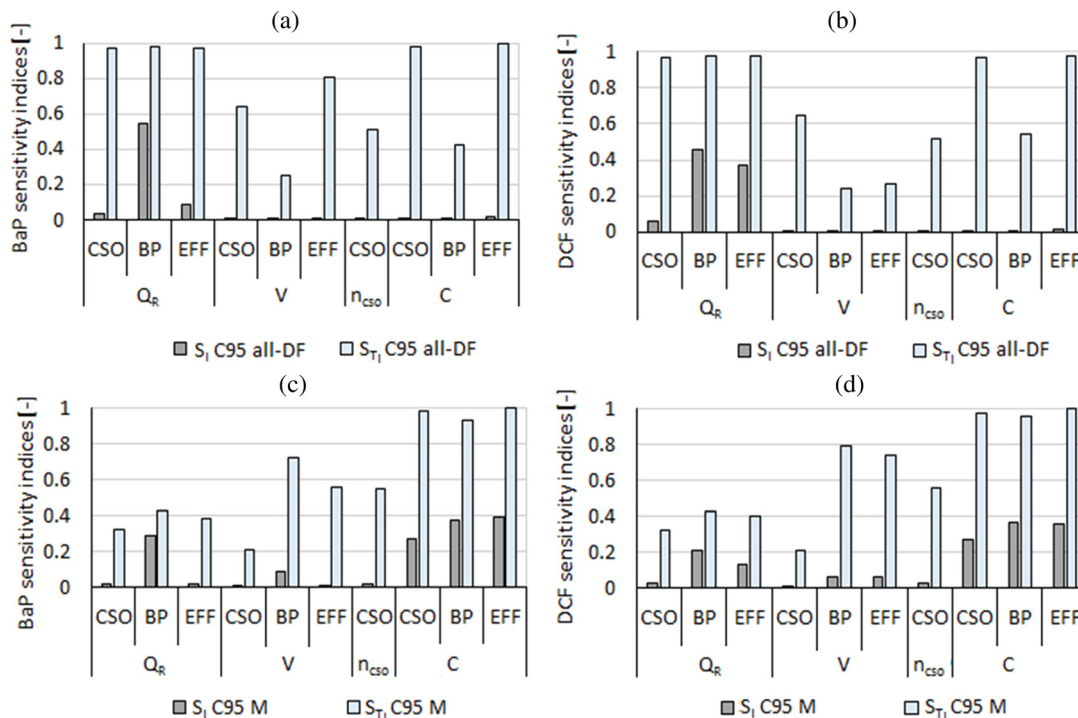 (a)
BaP sensitivity indices [-]
1
0.8
0.6
0.4
0.2
0
CSO BP EFF CSO BP EFF CSO CSO BP EFF
Q_R V n_cso C
S_I C95 all-DF S_TI C95 all-DF
(b)
DCF sensitivity indices [-]
1
0.8
0.6
0.4
0.2
0
CSO BP EFF CSO BP EFF CSO CSO BP EFF
Q_R V n_cso C
S_I C95 all-DF S_TI C95 all-DF
(c)
BaP sensitivity indices [-]
1
0.8
0.6
0.4
0.2
0
CSO BP EFF CSO BP EFF CSO CSO BP EFF
Q_R V n_cso C
S_I C95 M S_TI C95 M
(d)
DCF sensitivity indices [-]
1
0.8
0.6
0.4
0.2
0
CSO BP EFF CSO BP EFF CSO CSO BP EFF
Q_R V n_cso C
S_I C95 M S_TI C95 M